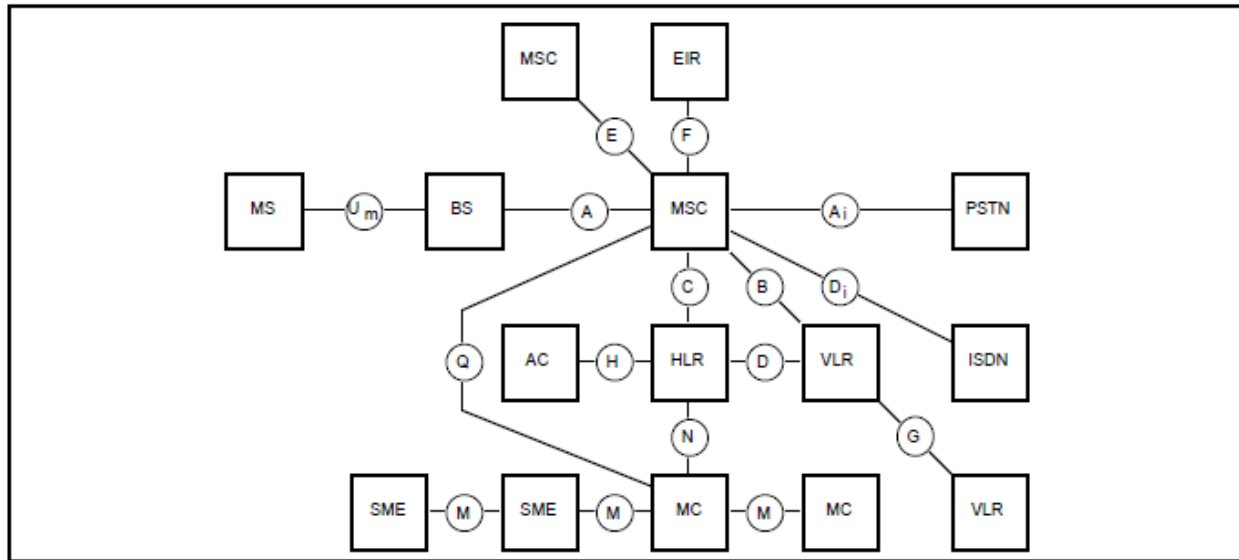 MSC EIR
E F
MS Um BS A MSC Ai PSTN
C B Di
Q AC H HLR D VLR ISDN
N G
SME M SME M MC M MC VLR